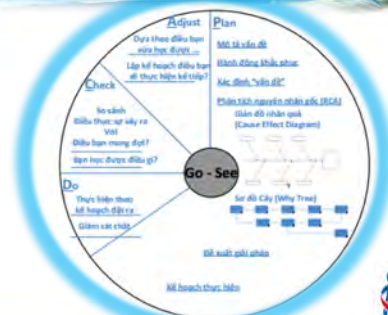 Adjust
Dựa theo điều bạn
vừa học được ...
Lập kế hoạch điều bạn
sẽ thực hiện kế tiếp?
Plan
Mô tả vấn đề
Hành động khắc phục
Xác định "vấn đề"
Phân tích nguyên nhân gốc (RCA)
Giản đồ nhân quả
(Cause Effect Diagram)
Sơ đồ Cây (Why Tree)
Đề xuất giải pháp
Kế hoạch thực hiện
Check
So sánh
Điều thực sự xảy ra
Với
Điều bạn mong đợi?
Bạn học được điều gì?
Go - See
Do
Thực hiện theo
kế hoạch đặt ra
Giám sát chặt